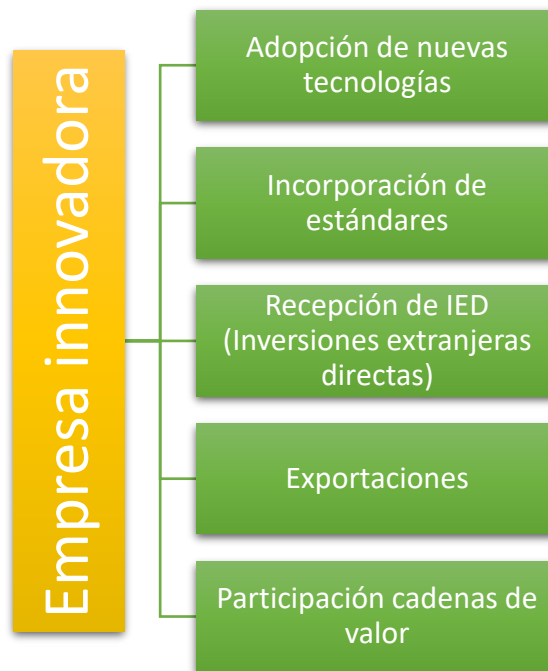 Empresa innovadora
Adopción de nuevas
tecnologías
Incorporación de
estándares
Recepción de IED
(Inversiones extranjeras
directas)
Exportaciones
Participación cadenas de
valor